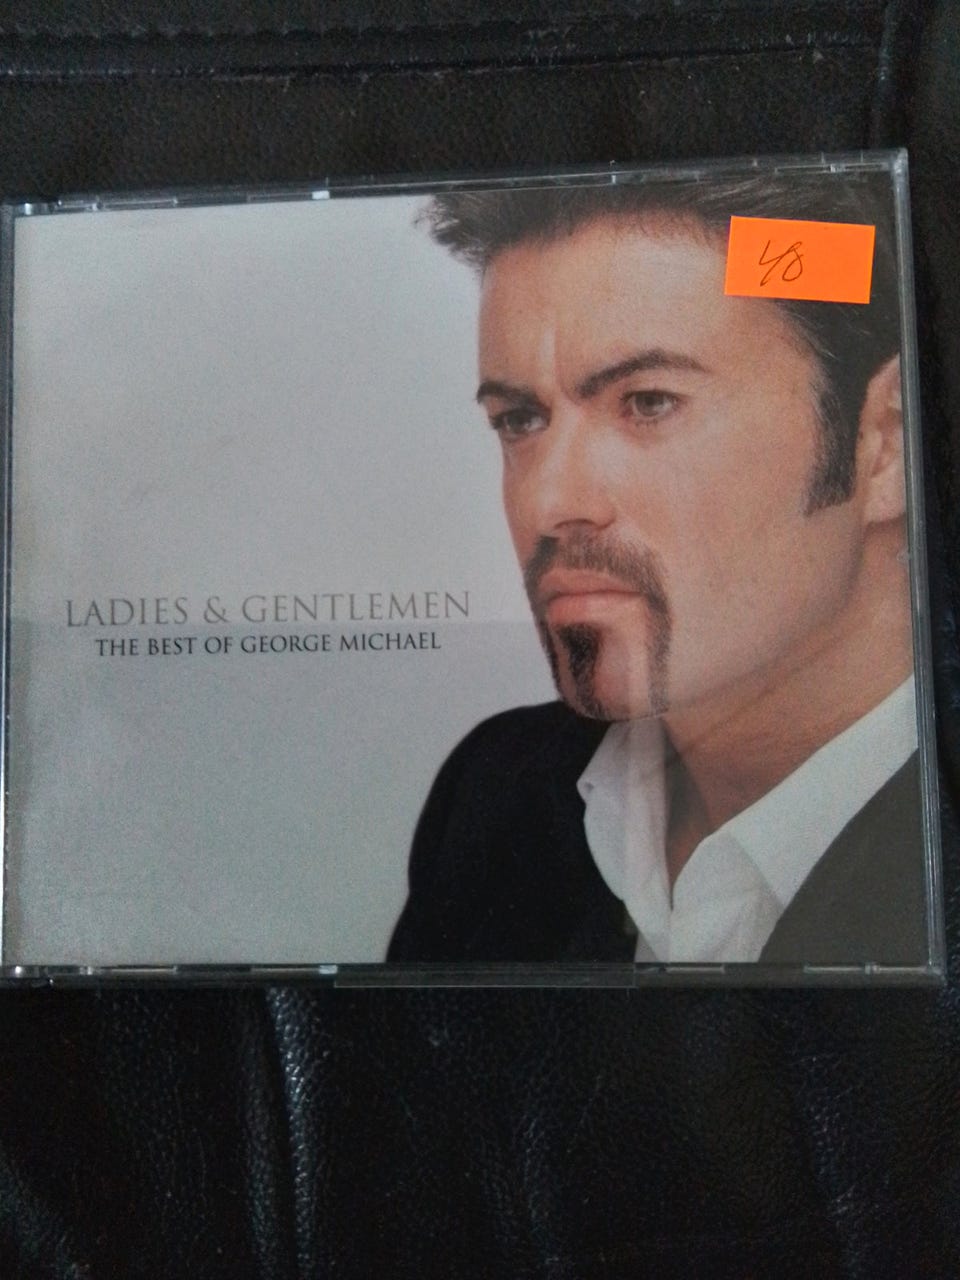 48
LADIES & GENTLEMEN
THE BEST OF GEORGE MICHAEL